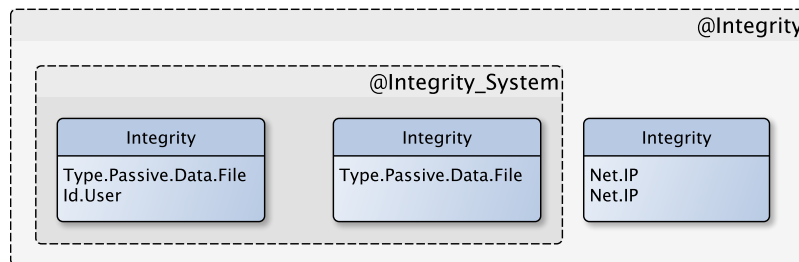 @Integrity
@Integrity_System
Integrity
Type.Passive.Data.File
Id.User
Integrity
Type.Passive.Data.File
Integrity
Net.IP
Net.IP